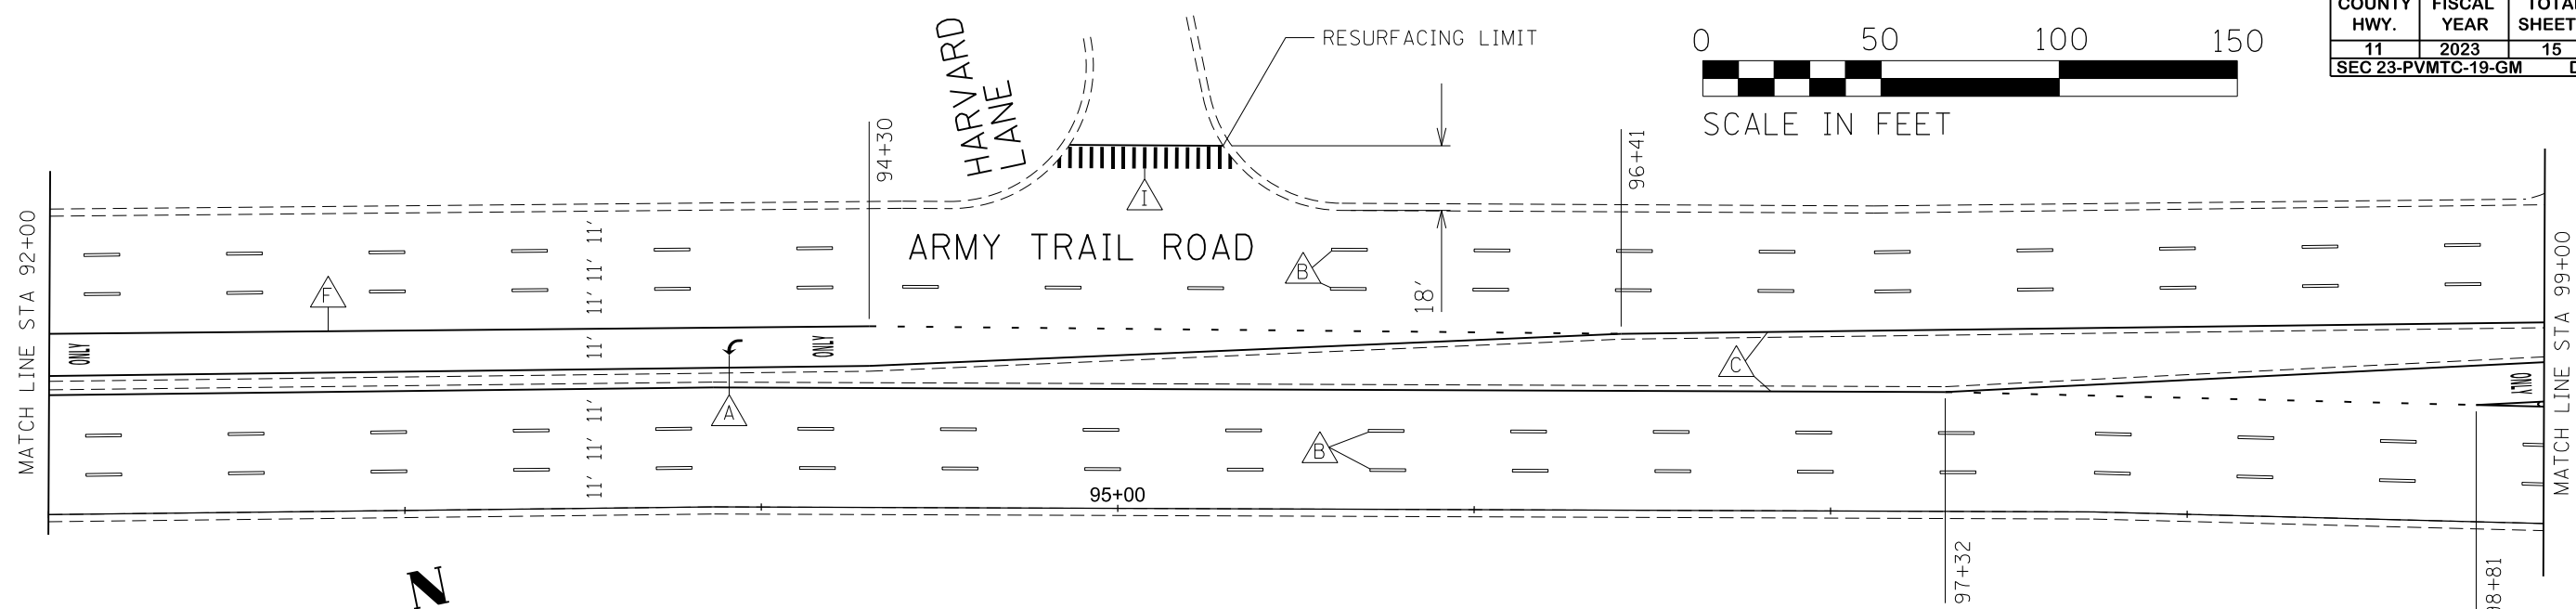 COUNTY HWY.
FISCAL YEAR
11
2023
15
SEC 23-PVMTC-19-GM
RESURFACING LIMIT
0
50
100
150
SCALE IN FEET
HARVARD
LANE
94+30
96+41
I
ARMY TRAIL ROAD
MATCH LINE STA 92+00
MATCH LINE STA 99+00
11'
11'
11'
11'
11'
11'
11'
B
18'
F
ONLY
ONLY
A
C
ONLY
B
95+00
97+32
98+81
N